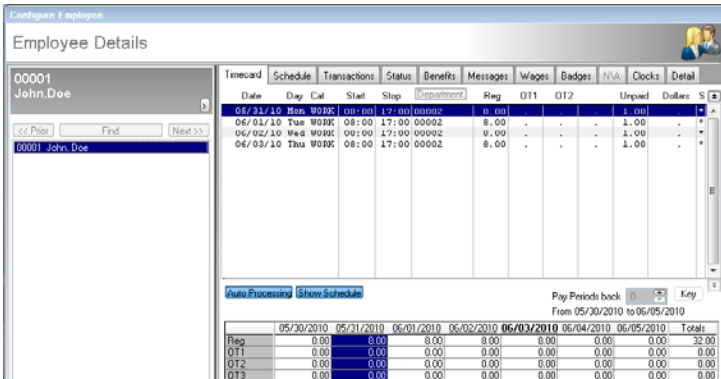 Configure Employee
Employee Details
00001
John,Doe
<< Prior Find Next >>
00001 John, Doe
Timecard Schedule Transactions Status Benefits Messages Wages Badges N\A Clocks Detail
Date Day Cat Start Stop Department Reg OT1 OT2 Unpaid Dollars S
05/31/10 Mon WORK 08:00 17:00 00002 8.00 . . 1.00 .
06/01/10 Tue WORK 08:00 17:00 00002 8.00 . . 1.00 . *
06/02/10 Wed WORK 08:00 17:00 00002 8.00 . . 1.00 . *
06/03/10 Thu WORK 08:00 17:00 00002 8.00 . . 1.00 . *
Auto Processing Show Schedule Pay Periods back 0 Key
From 05/30/2010 to 06/05/2010
05/30/2010 05/31/2010 06/01/2010 06/02/2010 06/03/2010 06/04/2010 06/05/2010 Totals
Reg 0.00 8.00 8.00 8.00 8.00 0.00 0.00 32.00
OT1 0.00 0.00 0.00 0.00 0.00 0.00 0.00 0.00
OT2 0.00 0.00 0.00 0.00 0.00 0.00 0.00 0.00
OT3 0.00 0.00 0.00 0.00 0.00 0.00 0.00 0.00